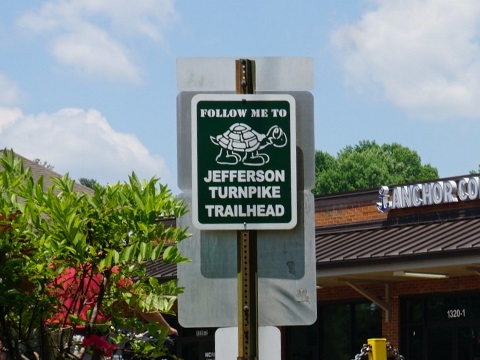 FOLLOW ME TO
JEFFERSON
TURNPIKE
TRAILHEAD
ANCHOR CO
1320-1